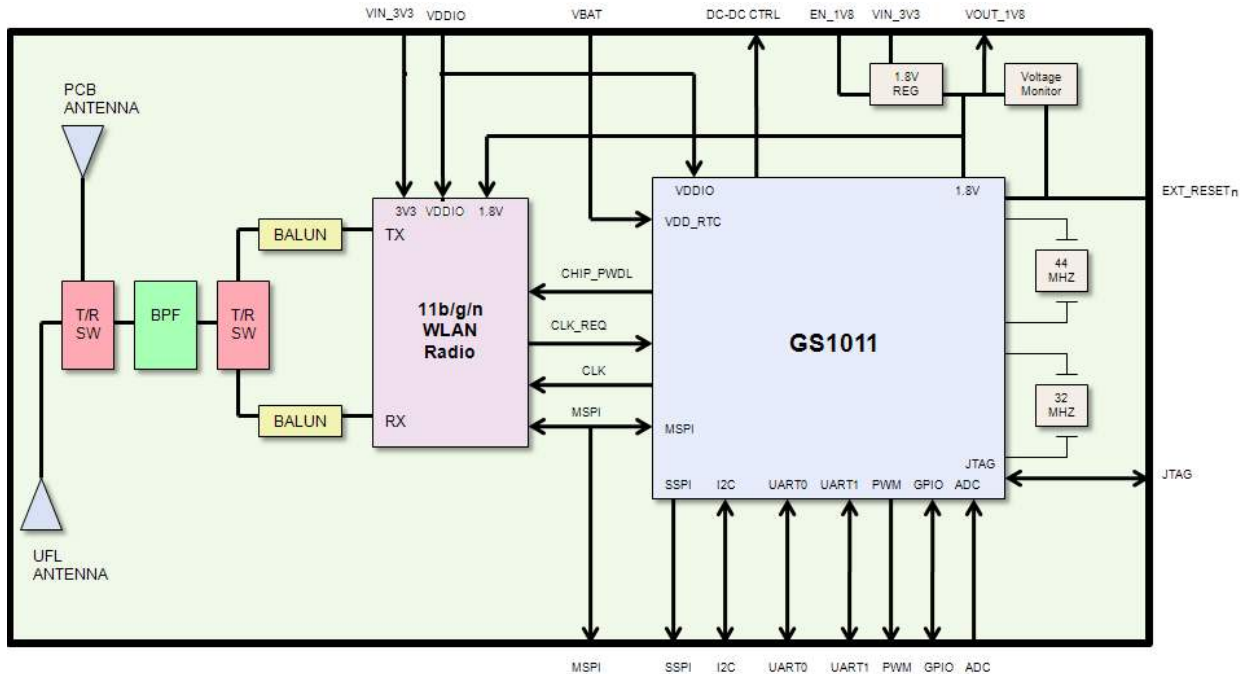 VIN_3V3
VDDIO
VBAT
DC-DC CTRL
EN_1V8
VIN_3V3
VOUT_1V8
1.8V
REG
Voltage
Monitor
PCB
ANTENNA
3V3
VDDIO
1.8V
VDDIO
1.8V
EXT_RESETn
TX
VDD_RTC
BALUN
44
MHZ
CHIP_PWDL
T/R
SW
BPF
T/R
SW
11b/g/n
WLAN
Radio
CLK_REQ
GS1011
CLK
32
MHZ
BALUN
RX
MSPI
MSPI
JTAG
JTAG
SSPI
I2C
UART0
UART1
PWM
GPIO
ADC
UFL
ANTENNA
MSPI
SSPI
I2C
UART0
UART1
PWM
GPIO
ADC